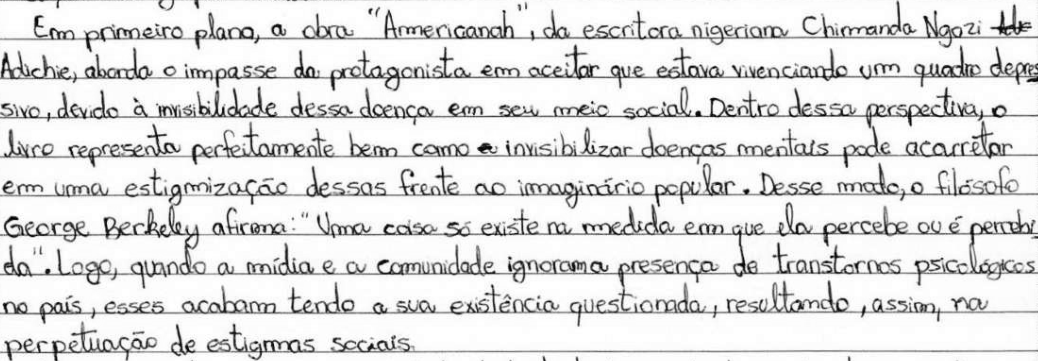 Em primeiro plano, a obra "Americanah", da escritora nigeriana Chimanda Ngozi
Adichie, aborda o impasse da protagonista em aceitar que estava vivenciando um quadro depres
sivo, devido à invisibilidade dessa doença em seu meio social. Dentro dessa perspectiva, o
livro representa perfeitamente bem como invisibilizar doenças mentais pode acarretar
em uma estigmização dessas frente ao imaginário popular. Desse modo, o filósofo
George Berkeley afirma: "Uma coisa só existe na medida em que ela percebe ou é percebi
da". Logo, quando a mídia e a comunidade ignoram a presença de transtornos psicológicos
no país, esses acabam tendo a sua existência questionada, resultando, assim, na
perpetuação de estigmas sociais.